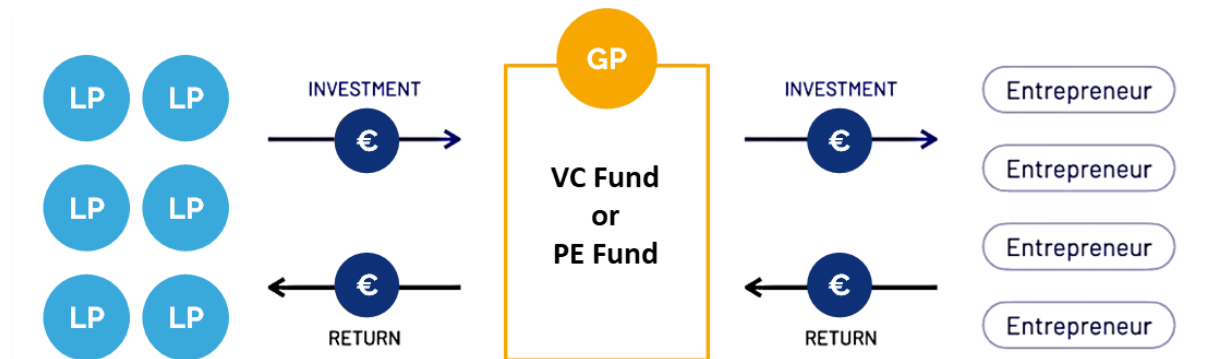 LP LP
LP LP
LP LP
INVESTMENT
€
€
RETURN
GP
VC Fund
or
PE Fund
INVESTMENT
€
€
RETURN
Entrepreneur
Entrepreneur
Entrepreneur
Entrepreneur